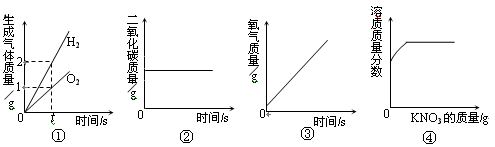 生成气体质量/g
H₂
O₂
2
1
0
t
时间/s
①
二氧化碳质量/g
0
时间/s
②
氧气质量/g
0
时间/s
③
溶质质量分数
0
KNO₃的质量/g
④